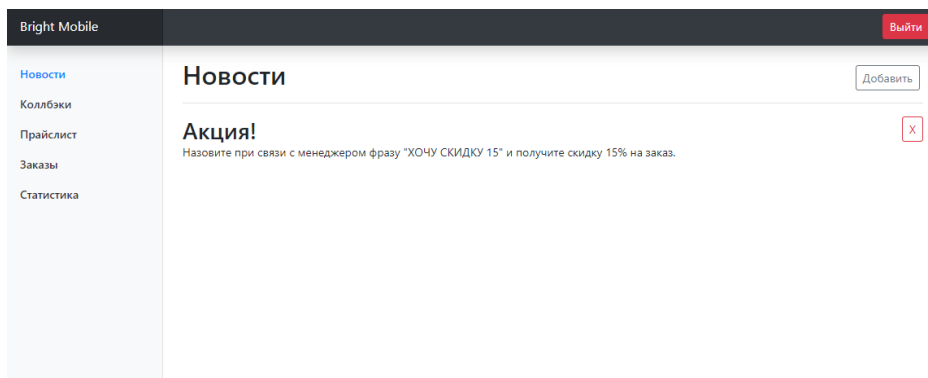 Bright Mobile
Выйти
Новости
Коллбэки
Прайслист
Заказы
Статистика
Новости
Добавить
Акция!
X
Назовите при связи с менеджером фразу "ХОЧУ СКИДКУ 15" и получите скидку 15% на заказ.